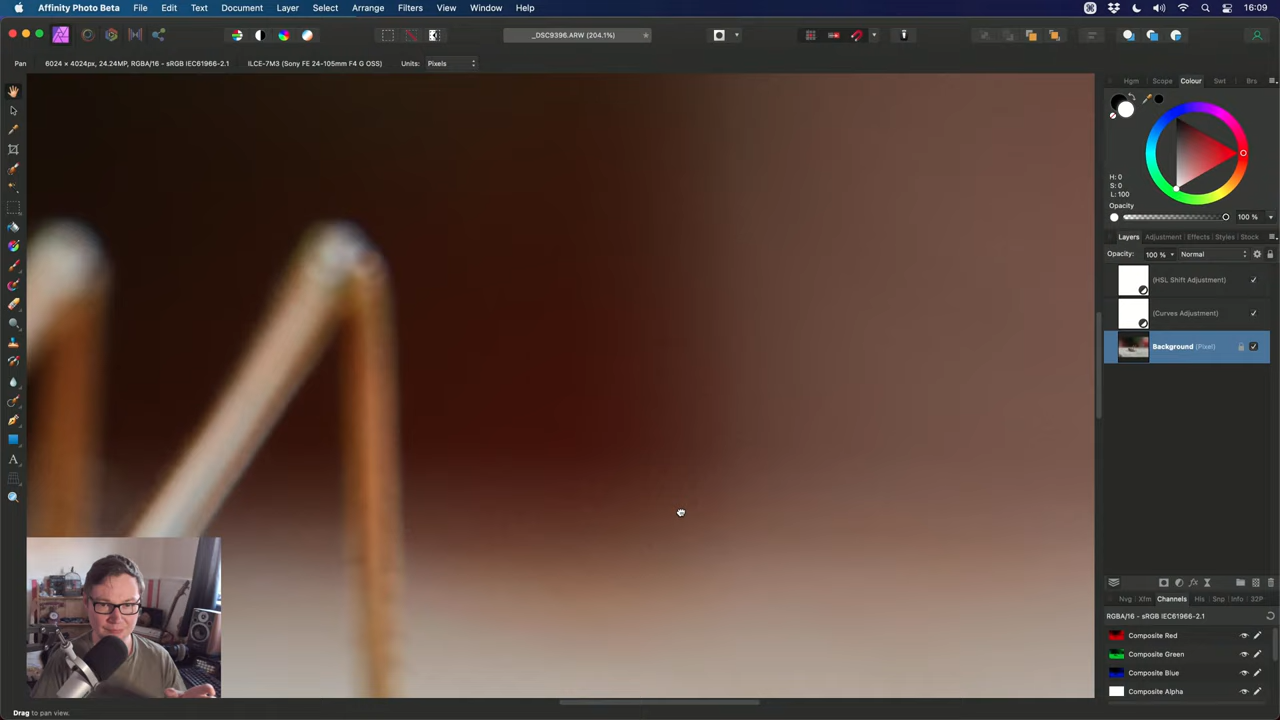 Affinity Photo Beta File Edit Text Document Layer Select Arrange Filters View Window Help 16:09
_DSC9396.ARW (204.1%)
Pan 6024 × 4024px, 24.24MP, RGBA/16 - sRGB IEC61966-2.1 ILCE-7M3 (Sony FE 24-105mm F4 G OSS) Units: Pixels
Hgm Scope Colour Swt Brs
H: 0
S: 0
L: 100
Opacity
100 %
Layers Adjustment Effects Styles Stock
Opacity: 100 % Normal
(HSL Shift Adjustment)
(Curves Adjustment)
Background (Pixel)
Nvg Xfm Channels His Snp Info 32P
RGBA/16 - sRGB IEC61966-2.1
Composite Red
Composite Green
Composite Blue
Composite Alpha
Drag to pan view.